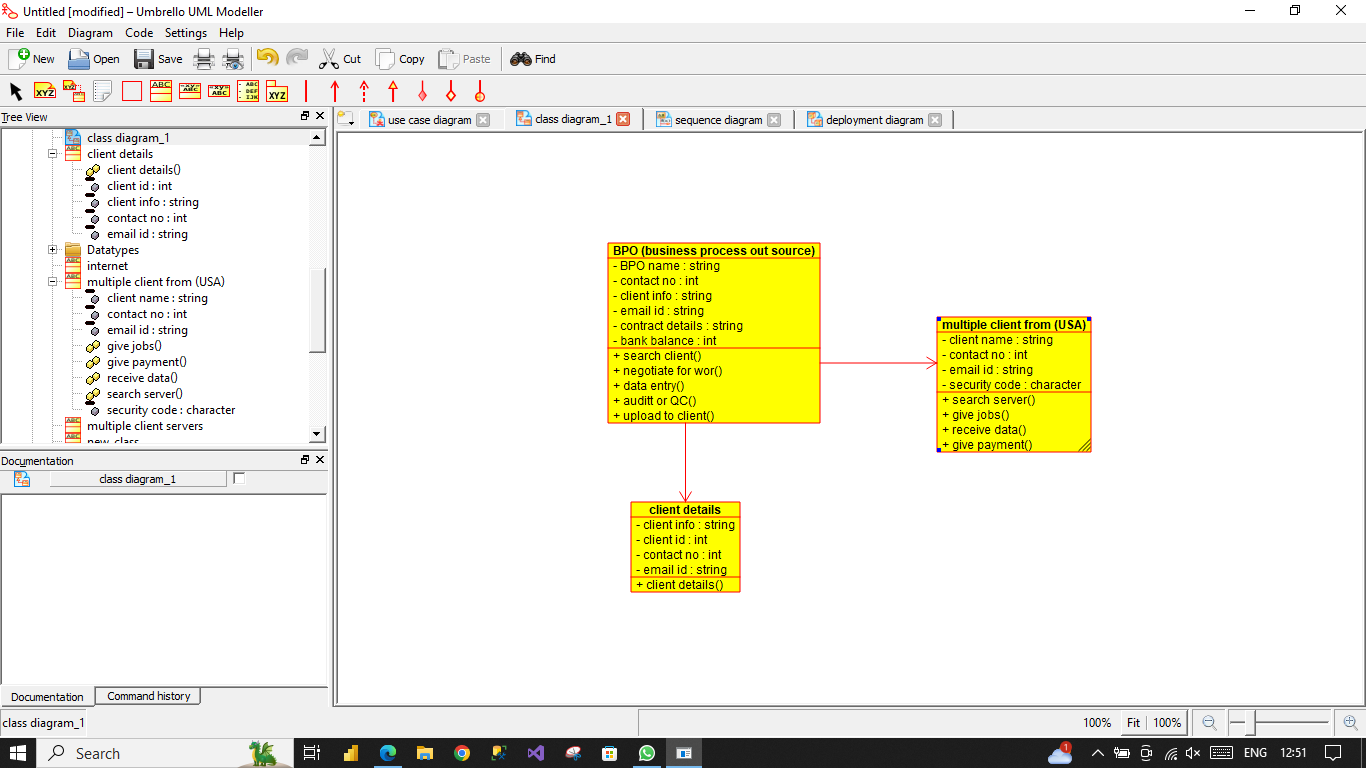 Untitled [modified] – Umbrello UML Modeller
File Edit Diagram Code Settings Help
New Open Save Cut Copy Paste Find
Tree View
use case diagram class diagram_1 sequence diagram deployment diagram
class diagram_1
client details
client details()
client id : int
client info : string
contact no : int
email id : string
Datatypes
internet
multiple client from (USA)
client name : string
contact no : int
email id : string
give jobs()
give payment()
receive data()
search server()
security code : character
multiple client servers
new_class
Documentation
class diagram_1
Documentation Command history
BPO (business process out source)
- BPO name : string
- contact no : int
- client info : string
- email id : string
- contract details : string
- bank balance : int
+ search client()
+ negotiate for wor()
+ data entry()
+ auditt or QC()
+ upload to client()
multiple client from (USA)
- client name : string
- contact no : int
- email id : string
- security code : character
+ search server()
+ give jobs()
+ receive data()
+ give payment()
client details
- client info : string
- client id : int
- contact no : int
- email id : string
+ client details()
class diagram_1 100% Fit 100%
Search 1 ENG 12:51